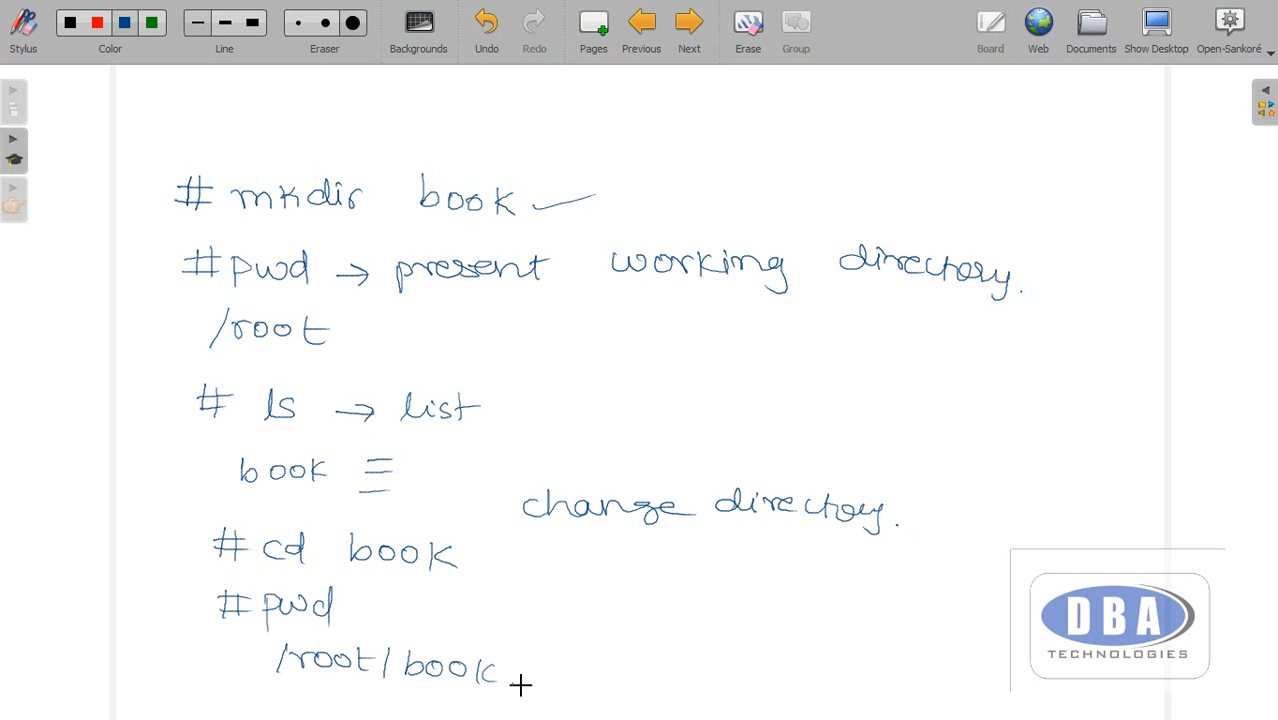 Stylus Color Line Eraser Backgrounds Undo Redo Pages Previous Next Erase Group Board Web Documents Show Desktop Open-Sankoré
# mkdir book
#pwd → present working directory.
/root
# ls → list
book
change directory.
# cd book
# pwd
/root/book
DBA
TECHNOLOGIES